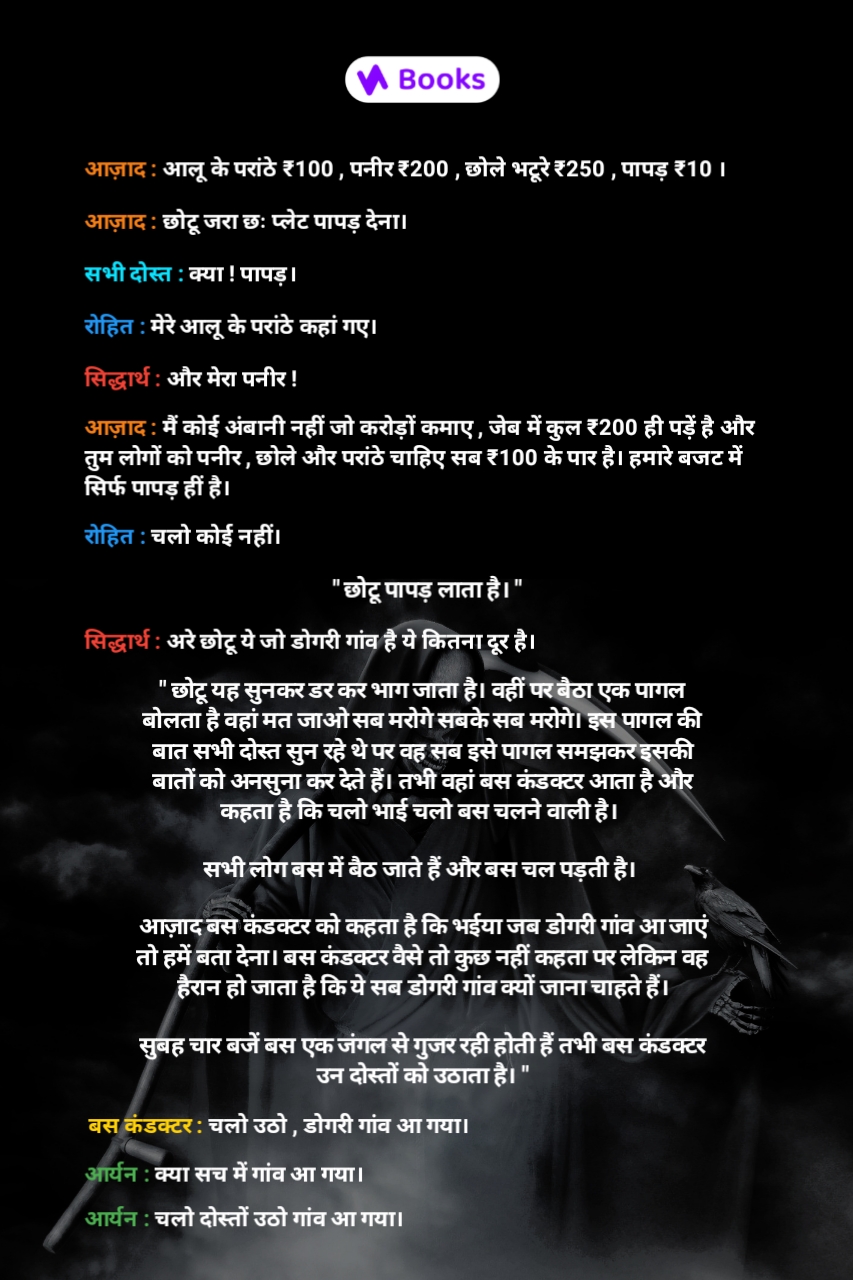 Books
आज़ाद : आलू के परांठे ₹100 , पनीर ₹200 , छोले भटूरे ₹250 , पापड़ ₹10 ।
आज़ाद : छोटू जरा छः प्लेट पापड़ देना।
सभी दोस्त : क्या ! पापड़।
रोहित : मेरे आलू के परांठे कहां गए।
सिद्धार्थ : और मेरा पनीर !
आज़ाद : मैं कोई अंबानी नहीं जो करोड़ों कमाए , जेब में कुल ₹200 ही पड़ें है और
तुम लोगों को पनीर , छोले और परांठे चाहिए सब ₹100 के पार है। हमारे बजट में
सिर्फ पापड़ हीं है।
रोहित : चलो कोई नहीं।
" छोटू पापड़ लाता है। "
सिद्धार्थ : अरे छोटू ये जो डोगरी गांव है ये कितना दूर है।
" छोटू यह सुनकर डर कर भाग जाता है। वहीं पर बैठा एक पागल
बोलता है वहां मत जाओ सब मरोगे सबके सब मरोगे। इस पागल की
बात सभी दोस्त सुन रहे थे पर वह सब इसे पागल समझकर इसकी
बातों को अनसुना कर देते हैं। तभी वहां बस कंडक्टर आता है और
कहता है कि चलो भाई चलो बस चलने वाली है।
सभी लोग बस में बैठ जाते हैं और बस चल पड़ती है।
आज़ाद बस कंडक्टर को कहता है कि भईया जब डोगरी गांव आ जाएं
तो हमें बता देना। बस कंडक्टर वैसे तो कुछ नहीं कहता पर लेकिन वह
हैरान हो जाता है कि ये सब डोगरी गांव क्यों जाना चाहते हैं।
सुबह चार बजें बस एक जंगल से गुजर रही होती हैं तभी बस कंडक्टर
उन दोस्तों को उठाता है। "
बस कंडक्टर : चलो उठो , डोगरी गांव आ गया।
आर्यन : क्या सच में गांव आ गया।
आर्यन : चलो दोस्तों उठो गांव आ गया।